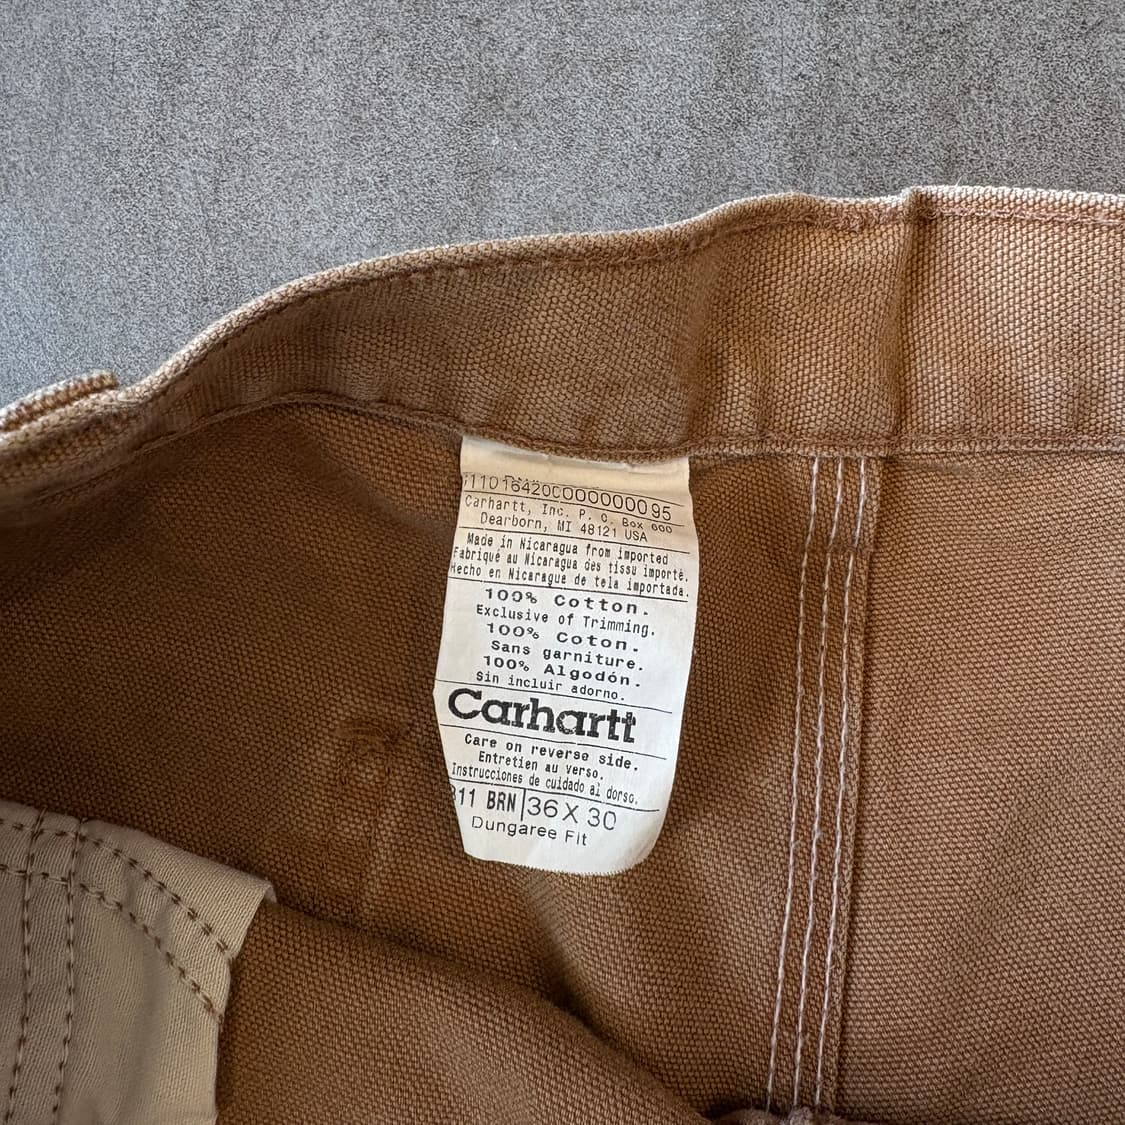 11016420000000000095
Carhartt, Inc. P. O. Box 600
Dearborn, MI 48121 USA
Made in Nicaragua from imported
Fabriqué au Nicaragua des tissu importé.
Hecho en Nicaragua de tela importada.
100% Cotton.
Exclusive of Trimming.
100% Coton.
Sans garniture.
100% Algodón.
Sin incluir adorno.
Carhartt
Care on reverse side.
Entretien au verso.
Instrucciones de cuidado al dorso.
11 BRN 36 X 30
Dungaree Fit